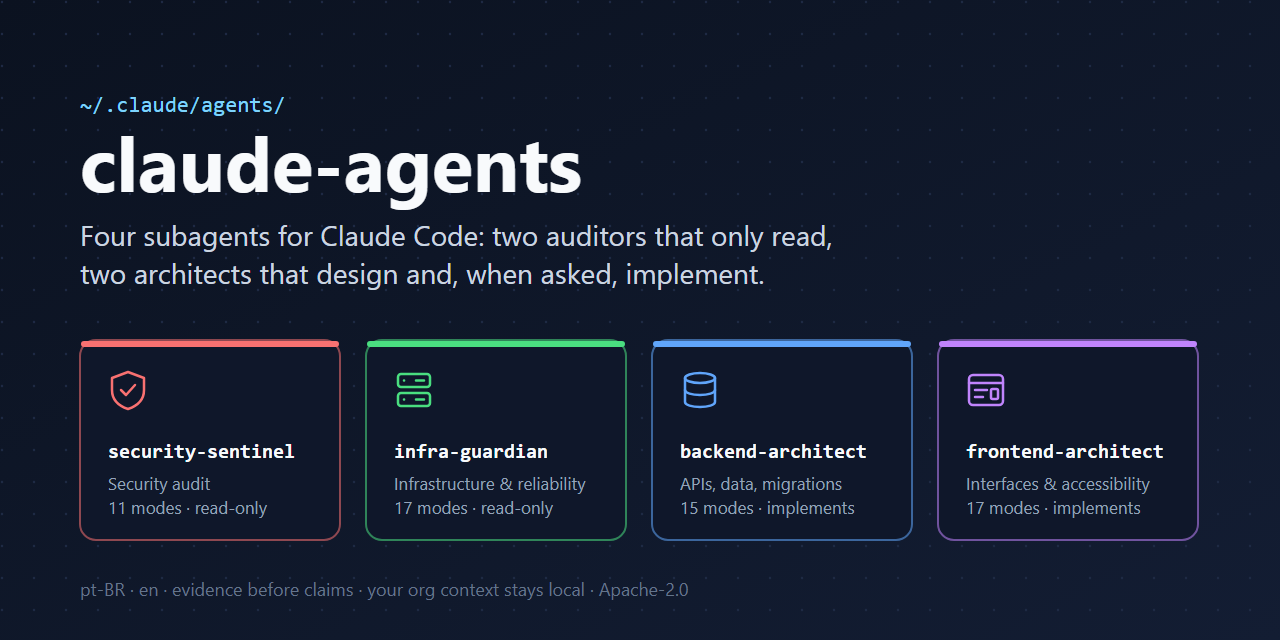 ~/.claude/agents/
claude-agents
Four subagents for Claude Code: two auditors that only read,
two architects that design and, when asked, implement.
security-sentinel
Security audit
11 modes · read-only
infra-guardian
Infrastructure & reliability
17 modes · read-only
backend-architect
APIs, data, migrations
15 modes · implements
frontend-architect
Interfaces & accessibility
17 modes · implements
pt-BR · en · evidence before claims · your org context stays local · Apache-2.0